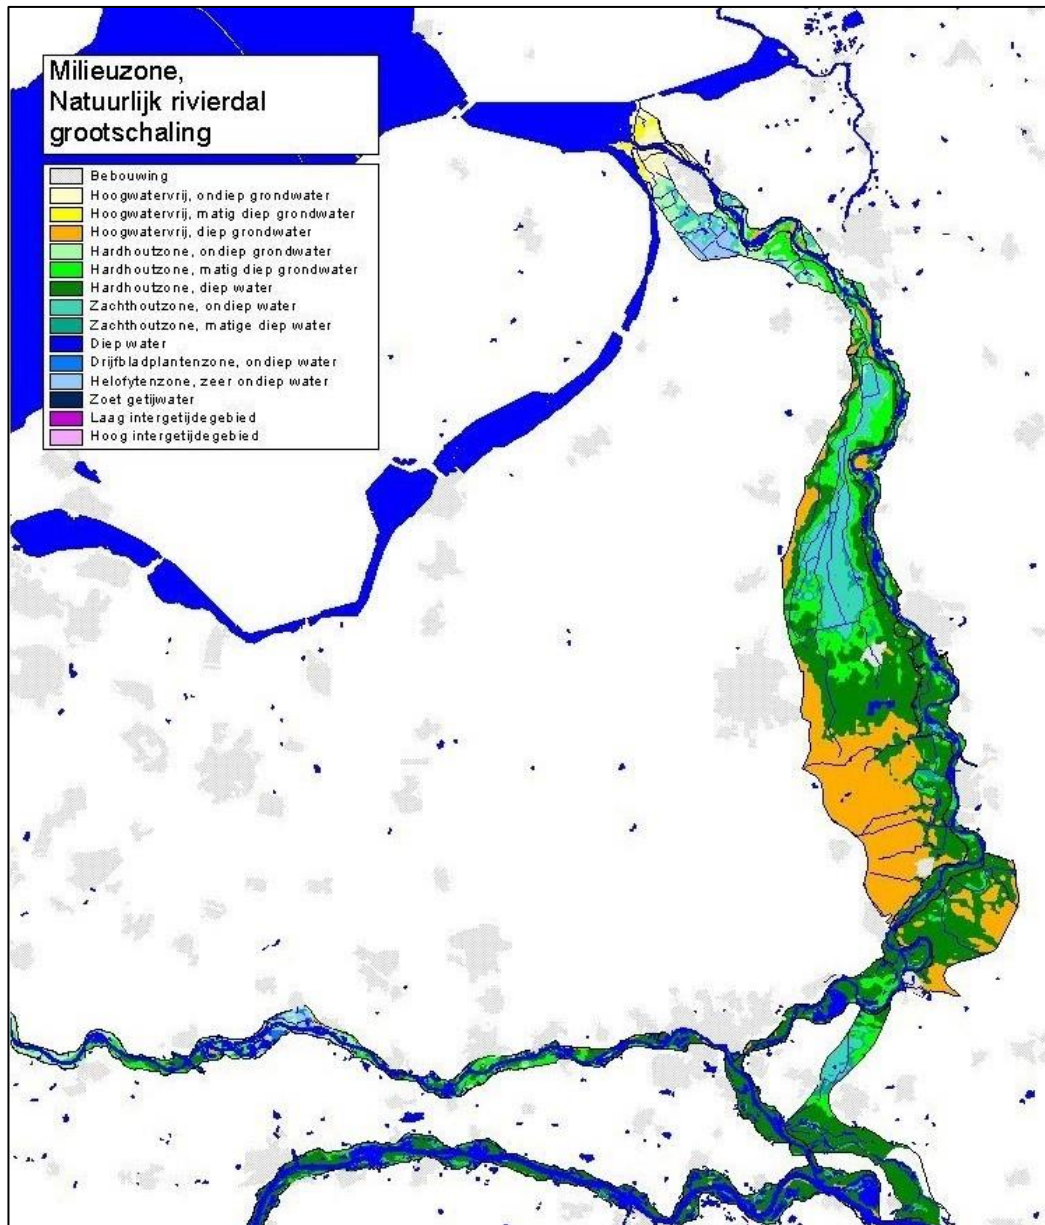 Milieuzone,
Natuurlijk rivierdal
grootschaling
Bebouwing
Hoogwatervrij, ondiep grondwater
Hoogwatervrij, matig diep grondwater
Hoogwatervrij, diep grondwater
Hardhoutzone, ondiep grondwater
Hardhoutzone, matig diep grondwater
Hardhoutzone, diep water
Zachthoutzone, ondiep water
Zachthoutzone, matige diep water
Diep water
Drijfbladplantenzone, ondiep water
Helofytenzone, zeer ondiep water
Zoet getijwater
Laag intergetijdegebied
Hoog intergetijdegebied